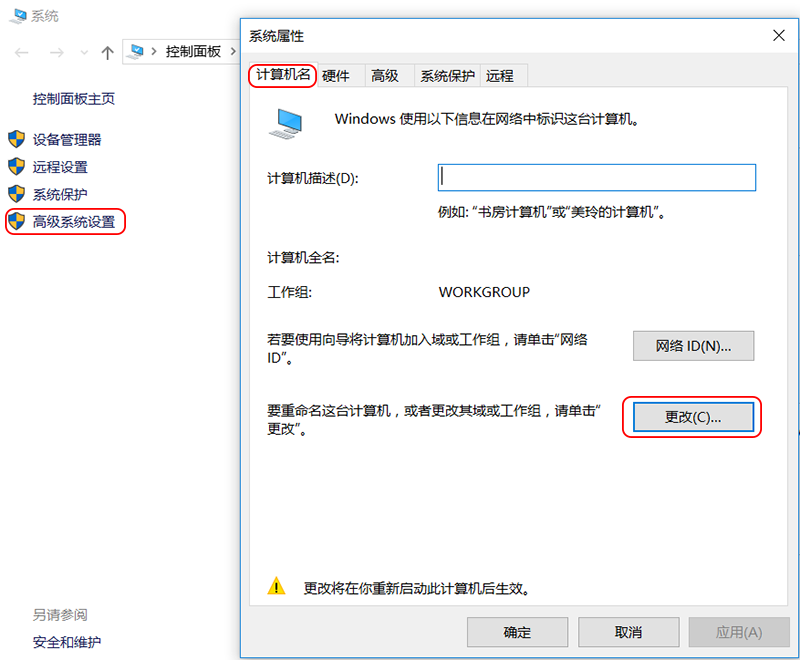 系统
控制面板
控制面板主页
设备管理器
远程设置
系统保护
高级系统设置
另请参阅
安全和维护
系统属性
计算机名 硬件 高级 系统保护 远程
Windows 使用以下信息在网络中标识这台计算机。
计算机描述(D):
例如: “书房计算机”或“美玲的计算机”。
计算机全名:
工作组: WORKGROUP
若要使用向导将计算机加入域或工作组，请单击“网络
ID”。
网络 ID(N)...
要重命名这台计算机，或者更改其域或工作组，请单击“
更改”。
更改(C)...
更改将在你重新启动此计算机后生效。
确定 取消 应用(A)